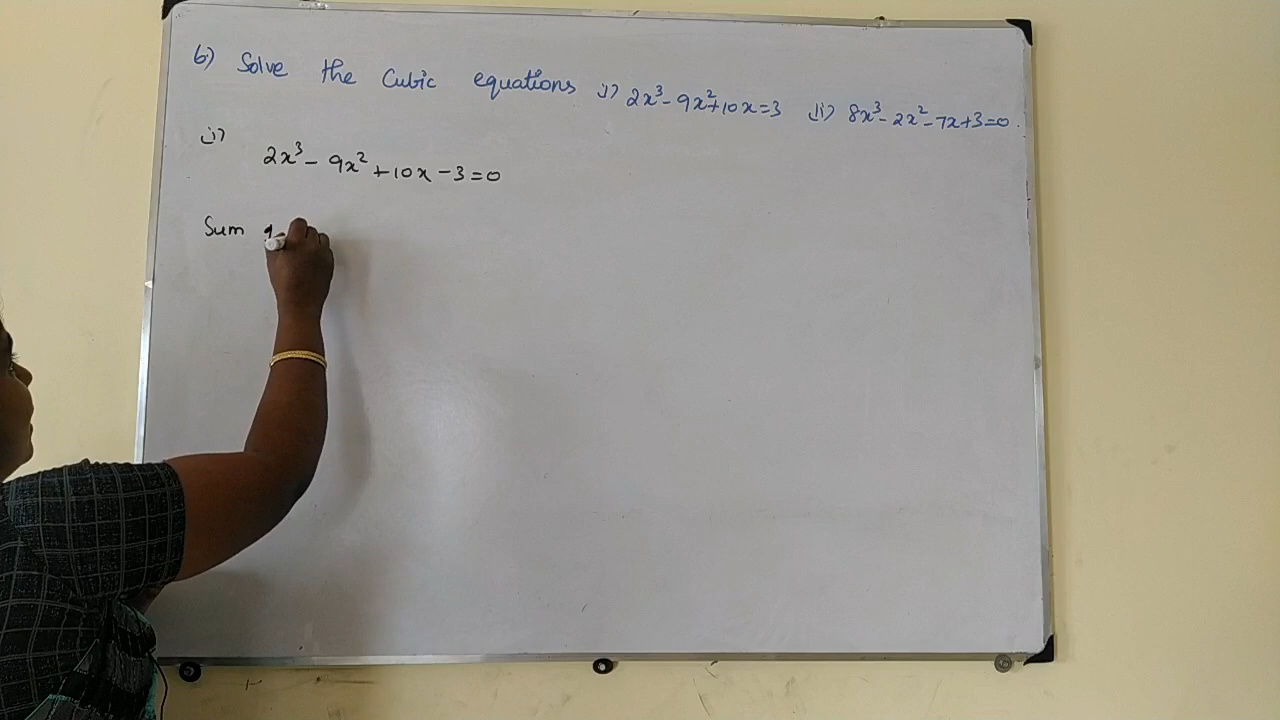 6) Solve the Cubic equations i) 2x³ - 9x² + 10x = 3 ii) 8x³ - 2x² - 7x + 3 = 0.
i)
2x³ - 9x² + 10x - 3 = 0
Sum